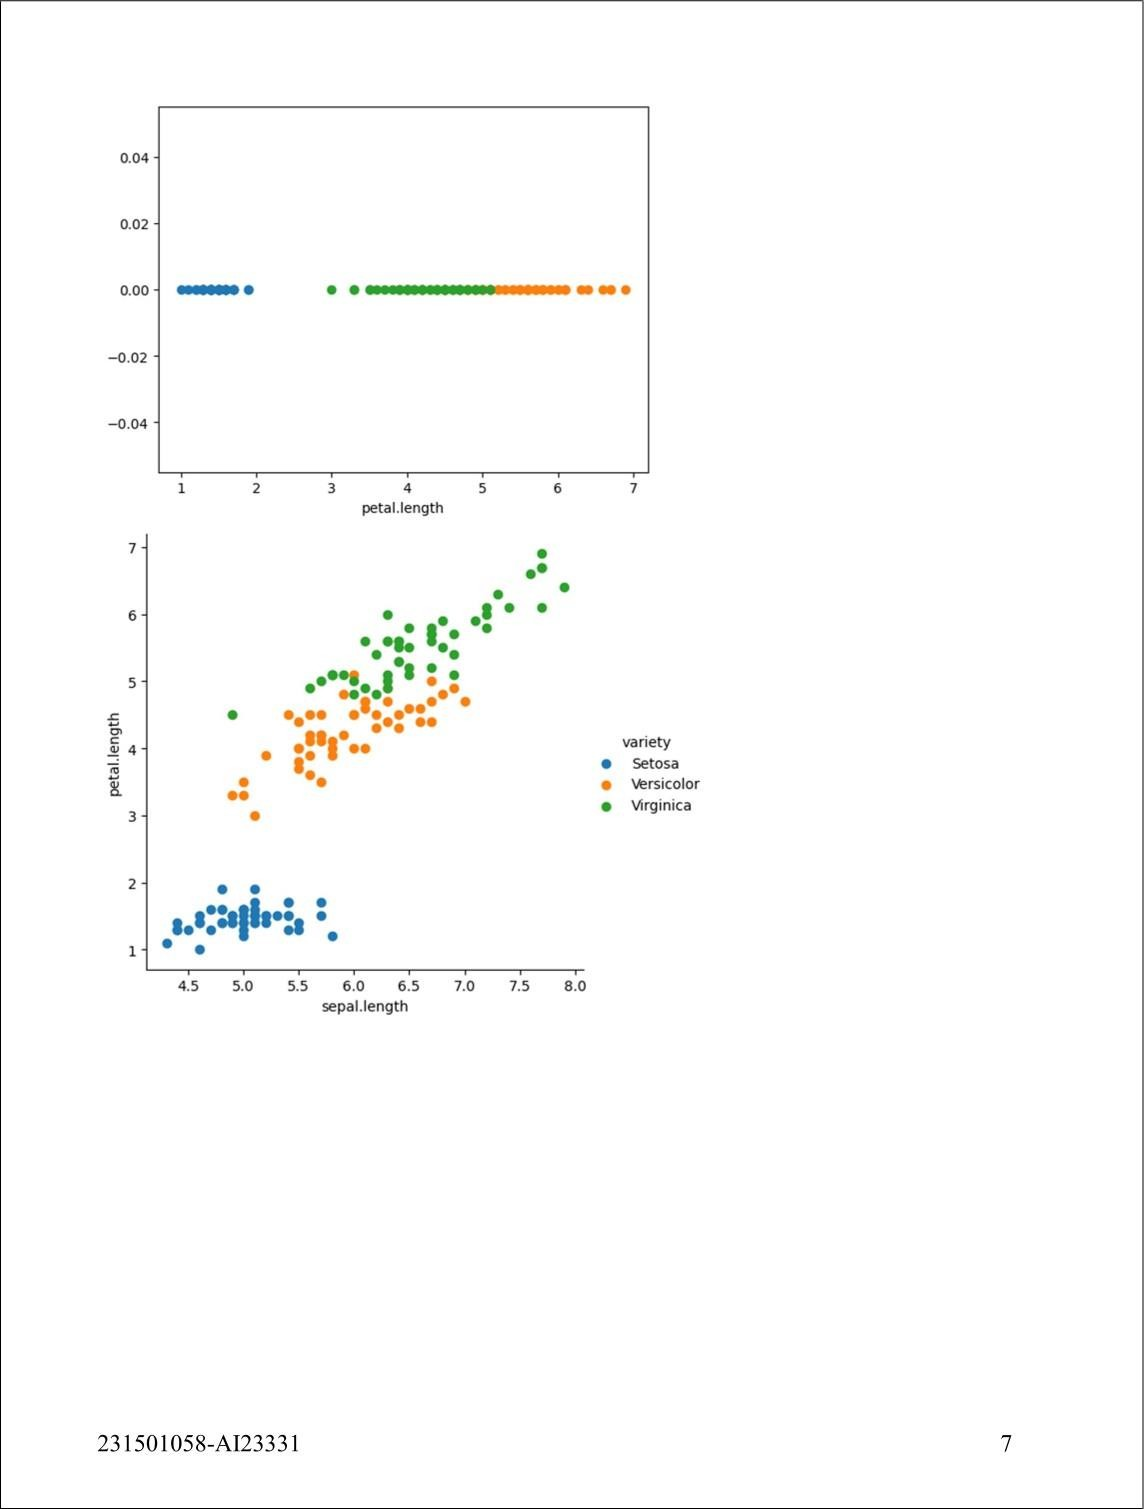 0.04
0.02
0.00
−0.02
−0.04
1 2 3 4 5 6 7
petal.length
7
6
5
4
3
2
1
petal.length
4.5 5.0 5.5 6.0 6.5 7.0 7.5 8.0
sepal.length
variety
Setosa
Versicolor
Virginica
231501058-AI23331 7